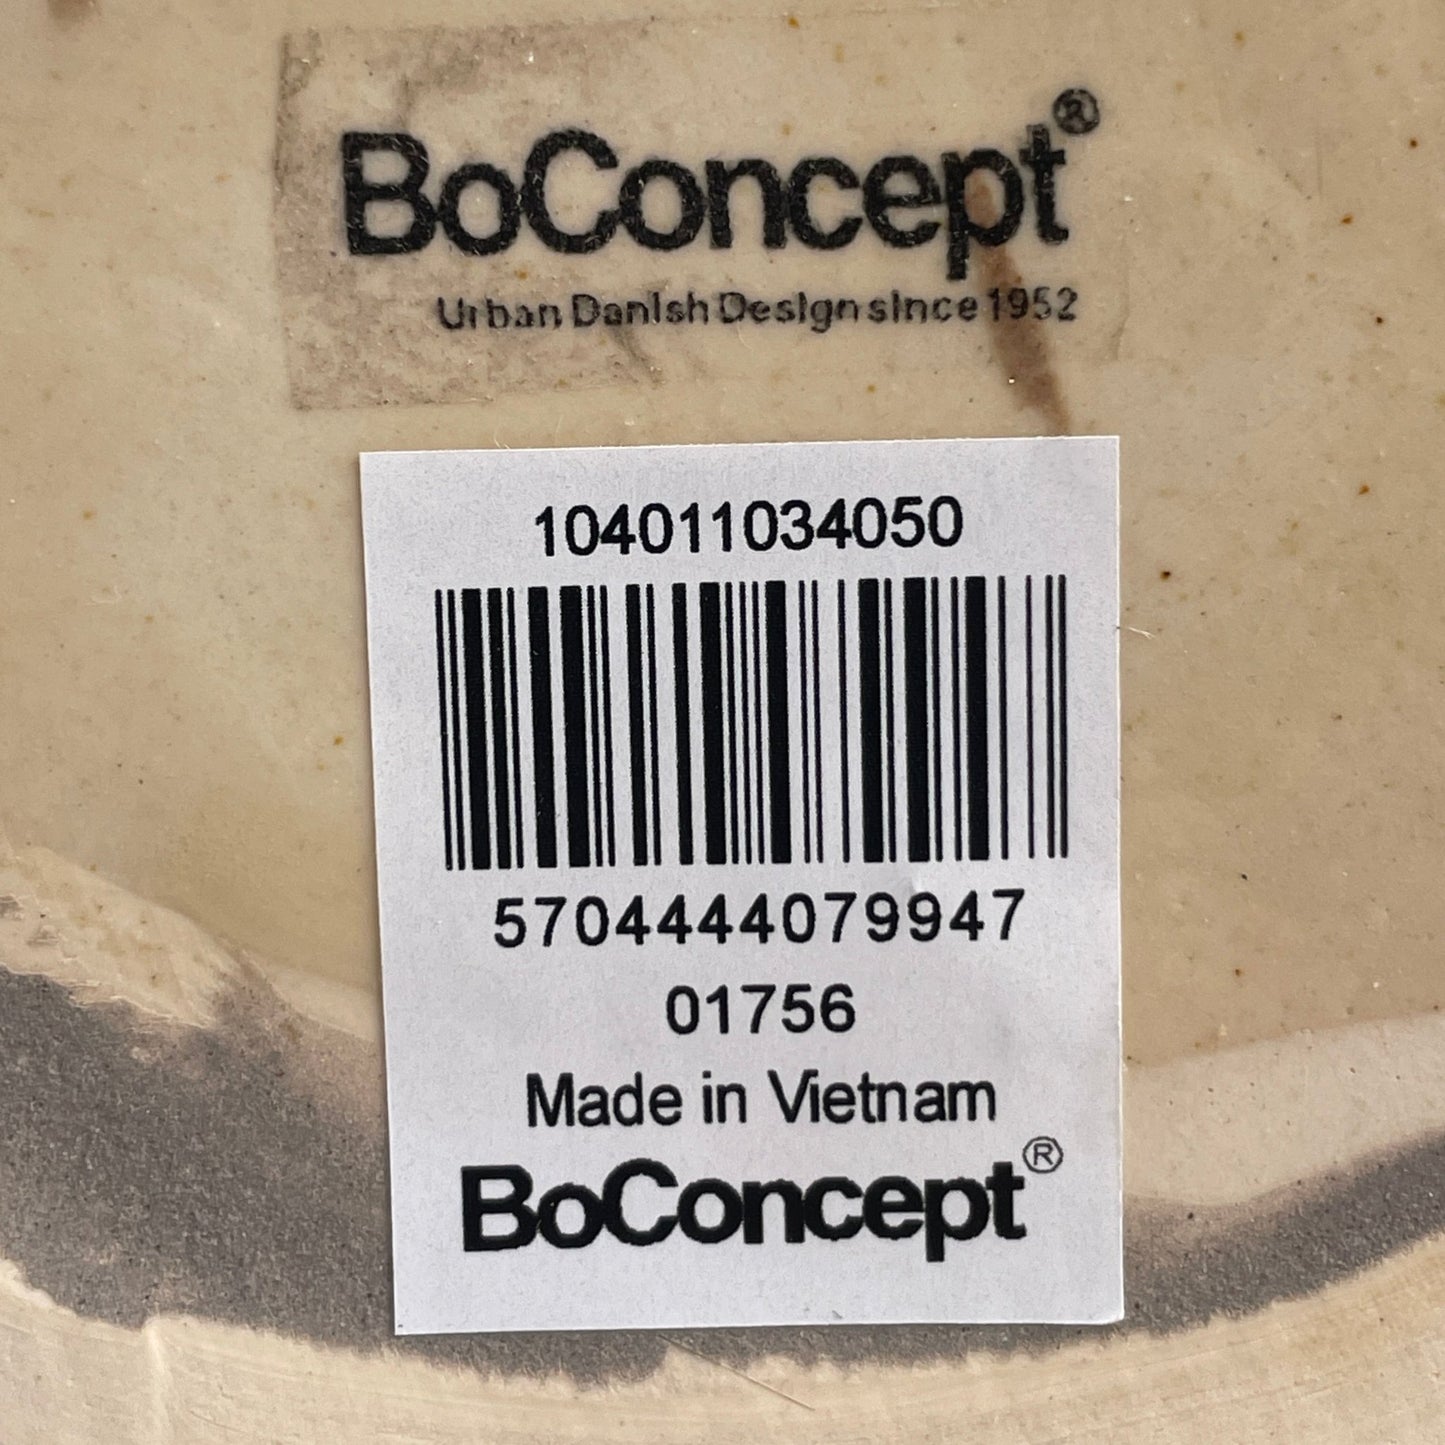 BoConcept®
Urban Danish Design since 1952
104011034050
5704444079947
01756
Made in Vietnam
BoConcept®